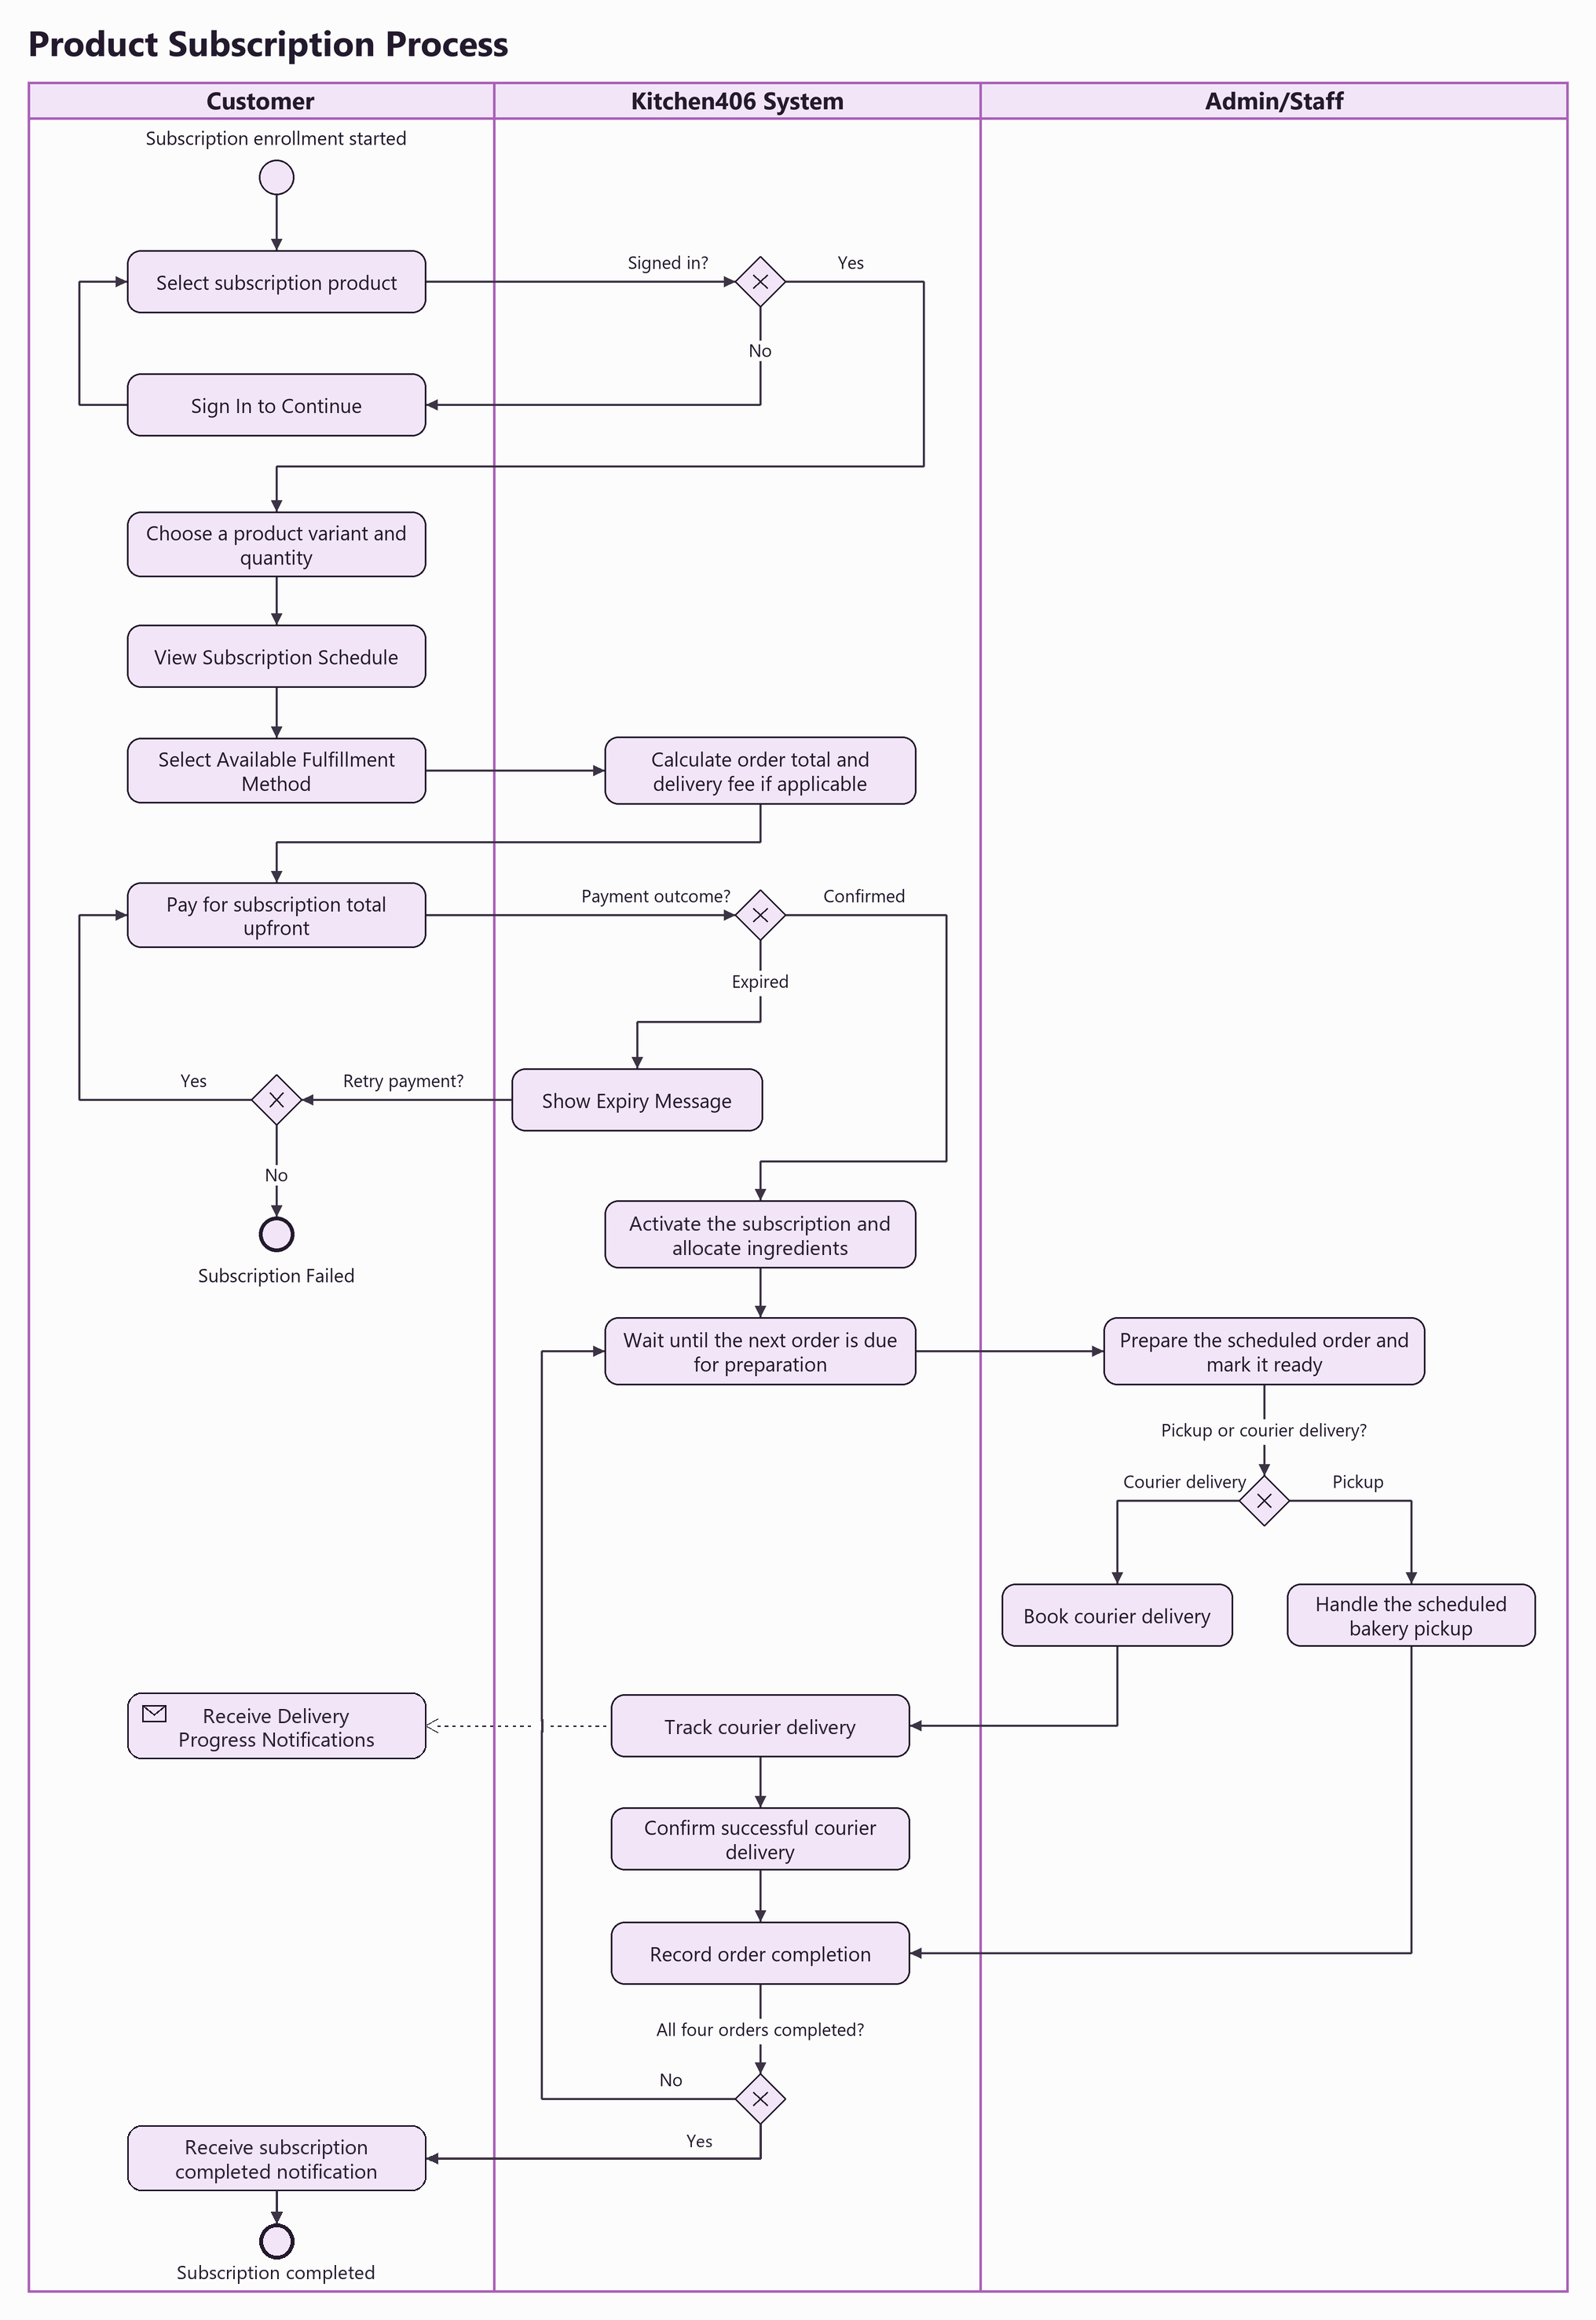 Product Subscription Process
Customer
Kitchen406 System
Admin/Staff
Subscription enrollment started
Select subscription product
Signed in?
Yes
No
Sign In to Continue
Choose a product variant and
quantity
View Subscription Schedule
Select Available Fulfillment
Method
Calculate order total and
delivery fee if applicable
Pay for subscription total
upfront
Payment outcome?
Confirmed
Expired
Show Expiry Message
Retry payment?
Yes
No
Subscription Failed
Activate the subscription and
allocate ingredients
Wait until the next order is due
for preparation
Prepare the scheduled order and
mark it ready
Pickup or courier delivery?
Courier delivery
Pickup
Book courier delivery
Handle the scheduled
bakery pickup
Receive Delivery
Progress Notifications
Track courier delivery
Confirm successful courier
delivery
Record order completion
All four orders completed?
No
Yes
Receive subscription
completed notification
Subscription completed